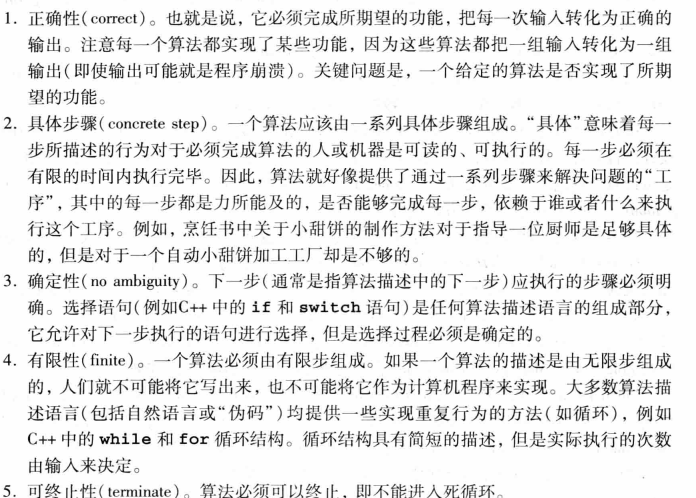 1. 正确性(correct)。也就是说，它必须完成所期望的功能，把每一次输入转化为正确的
输出。注意每一个算法都实现了某些功能，因为这些算法都把一组输入转化为一组
输出(即使输出可能就是程序崩溃)。关键问题是，一个给定的算法是否实现了所期
望的功能。
2. 具体步骤(concrete step)。一个算法应该由一系列具体步骤组成。“具体”意味着每一
步所描述的行为对于必须完成算法的人或机器是可读的、可执行的。每一步必须在
有限的时间内执行完毕。因此，算法就好像提供了通过一系列步骤来解决问题的“工
序”，其中的每一步都是力所能及的，是否能够完成每一步，依赖于谁或者什么来执
行这个工序。例如，烹饪书中关于小甜饼的制作方法对于指导一位厨师是足够具体
的，但是对于一个自动小甜饼加工工厂却是不够的。
3. 确定性(no ambiguity)。下一步(通常是指算法描述中的下一步)应执行的步骤必须明
确。选择语句(例如C++ 中的 if 和 switch 语句)是任何算法描述语言的组成部分，
它允许对下一步执行的语句进行选择，但是选择过程必须是确定的。
4. 有限性(finite)。一个算法必须由有限步组成。如果一个算法的描述是由无限步组成
的，人们就不可能将它写出来，也不可能将它作为计算机程序来实现。大多数算法描
述语言(包括自然语言或“伪码”)均提供一些实现重复行为的方法(如循环)，例如
C++ 中的 while 和 for 循环结构。循环结构具有简短的描述，但是实际执行的次数
由输入来决定。
5. 可终止性(terminate)。算法必须可以终止，即不能进入死循环。